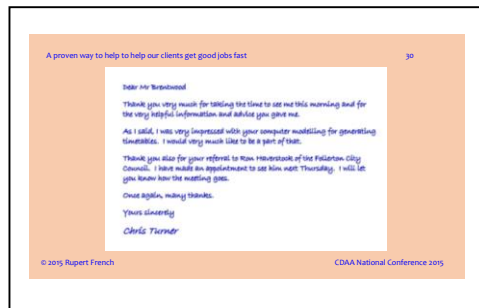 A proven way to help to help our clients get good jobs fast 30
Dear Mr Brentwood
Thank you very much for taking the time to see me this morning and for
the very helpful information and advice you gave me.
As I said, I was very impressed with your computer modelling for generating
timetables. I would very much like to be a part of that.
Thank you also for your referral to Ron Haverstook of the Follerton City
Council. I have made an appointment to see him next Thursday. I will let
you know how the meeting goes.
Once again, many thanks.
Yours sincerely
Chris Turner
© 2015 Rupert French CDAA National Conference 2015